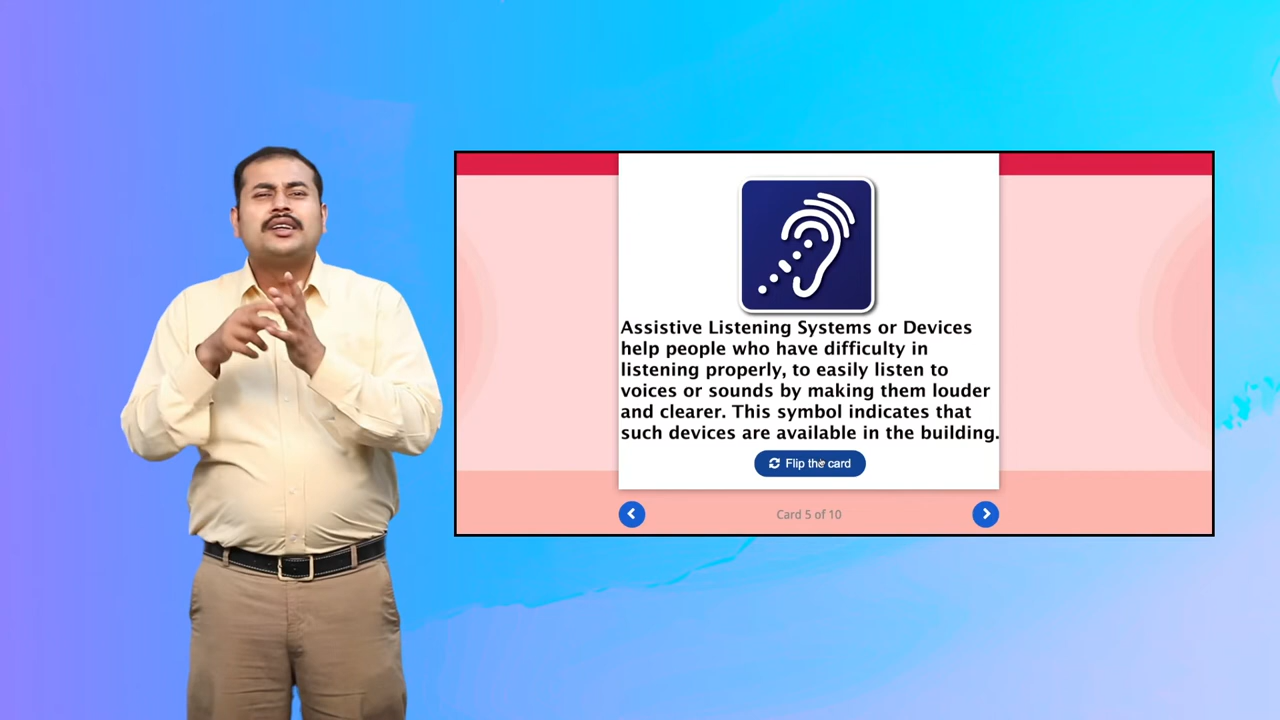 Assistive Listening Systems or Devices
help people who have difficulty in
listening properly, to easily listen to
voices or sounds by making them louder
and clearer. This symbol indicates that
such devices are available in the building.
Flip the card
Card 5 of 10